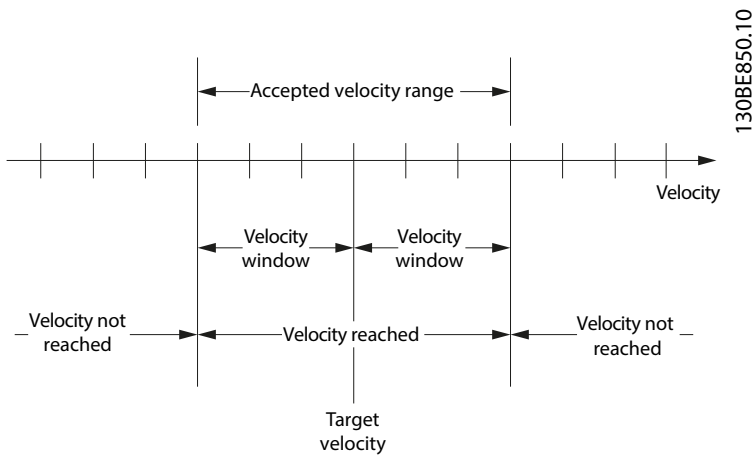 130BE850.10
Accepted velocity range
Velocity
Velocity
window
Velocity
window
Velocity not
reached
Velocity reached
Velocity not
reached
Target
velocity